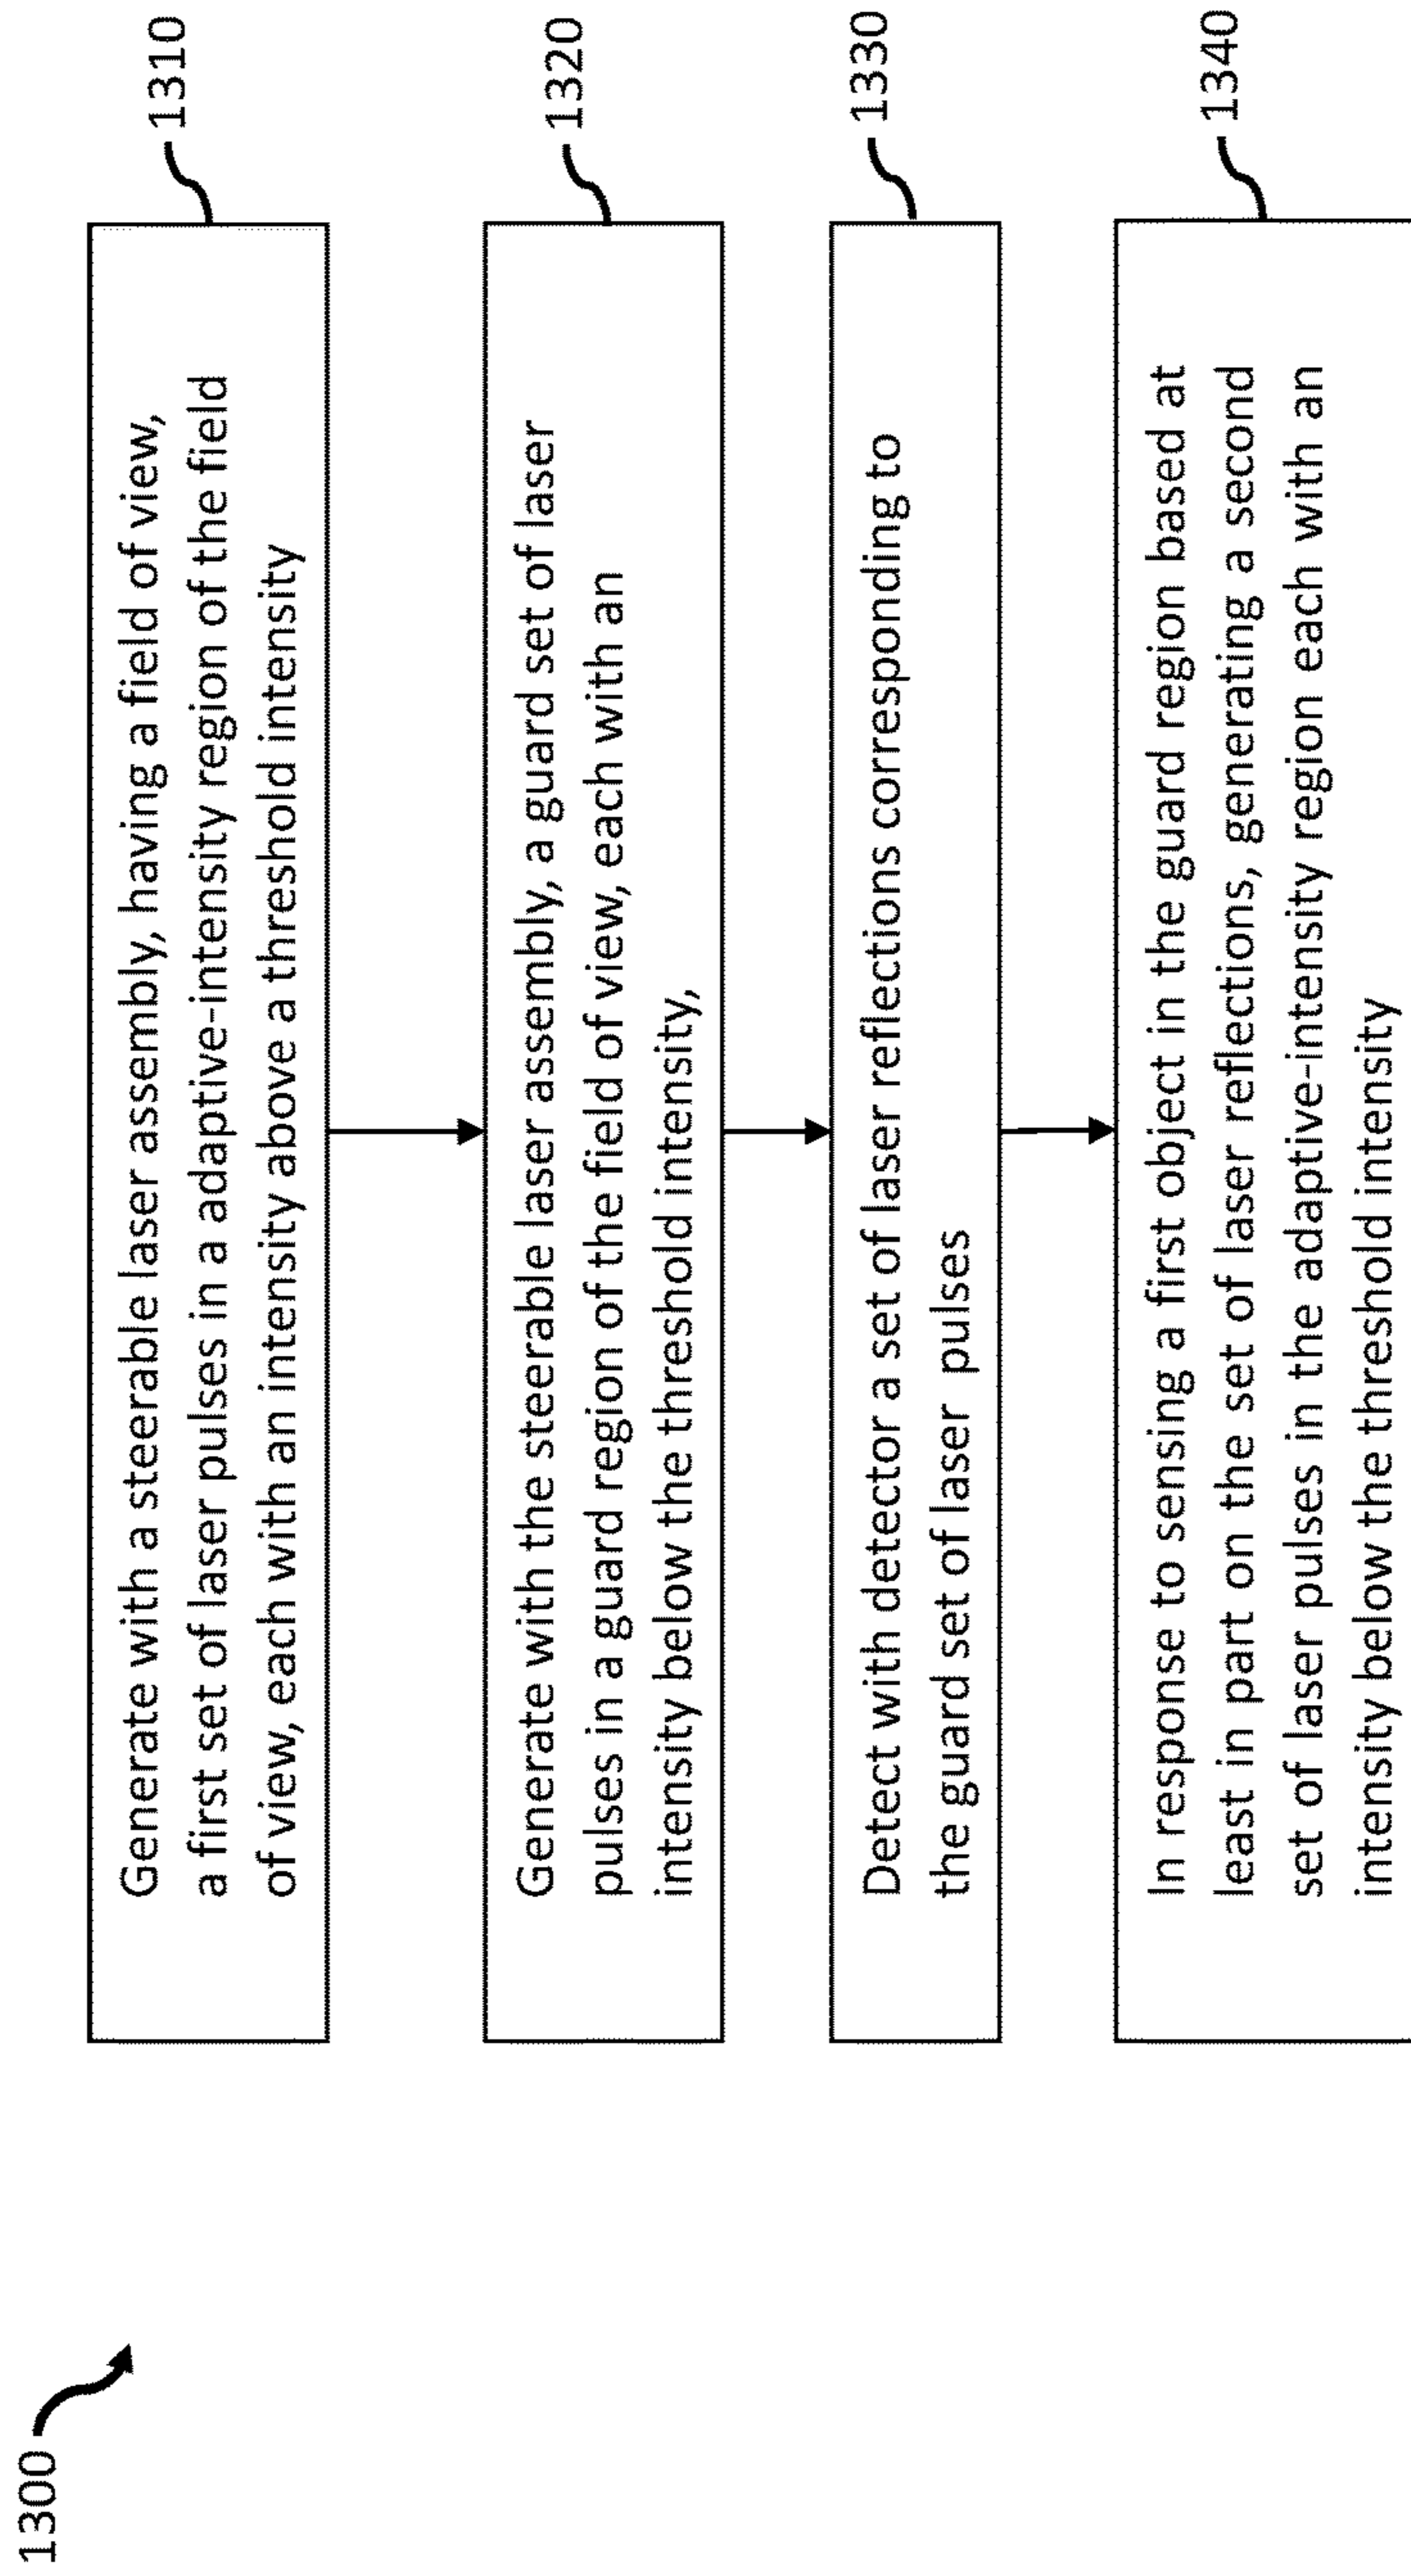 1300
1310
Generate with a steerable laser assembly, having a field of view,
a first set of laser pulses in a adaptive-intensity region of the field
of view, each with an intensity above a threshold intensity
1320
Generate with the steerable laser assembly, a guard set of laser
pulses in a guard region of the field of view, each with an
intensity below the threshold intensity,
1330
Detect with detector a set of laser reflections corresponding to
the guard set of laser pulses
1340
In response to sensing a first object in the guard region based at
least in part on the set of laser reflections, generating a second
set of laser pulses in the adaptive-intensity region each with an
intensity below the threshold intensity